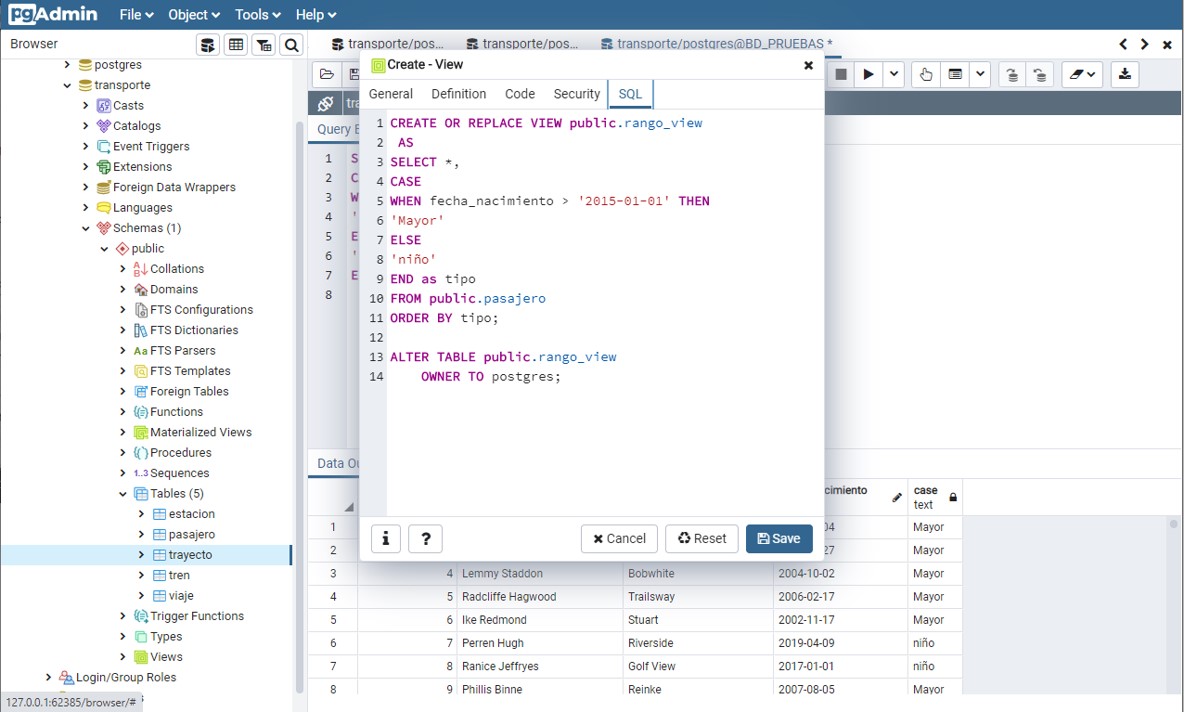 pgAdmin File Object Tools Help
Browser
transporte/pos... transporte/pos... transporte/postgres@BD_PRUEBAS *
postgres
transporte
Casts
Catalogs
Event Triggers
Extensions
Foreign Data Wrappers
Languages
Schemas (1)
public
Collations
Domains
FTS Configurations
FTS Dictionaries
Aa FTS Parsers
FTS Templates
Foreign Tables
Functions
Materialized Views
Procedures
1..3 Sequences
Tables (5)
estacion
pasajero
trayecto
tren
viaje
Trigger Functions
Types
Views
Login/Group Roles
127.0.0.1:62385/browser/#
Create - View
General Definition Code Security SQL
1 CREATE OR REPLACE VIEW public.rango_view
2 AS
3 SELECT *,
4 CASE
5 WHEN fecha_nacimiento > '2015-01-01' THEN
6 'Mayor'
7 ELSE
8 'niño'
9 END as tipo
10 FROM public.pasajero
11 ORDER BY tipo;
12
13 ALTER TABLE public.rango_view
14 OWNER TO postgres;
i ? Cancel Reset Save
tra
Query E
1 S
2 C
3 W
4 '
5 E
6 '
7 E
8
Data Ou
cimiento case
text
1 04 Mayor
2 27 Mayor
3 4 Lemmy Staddon Bobwhite 2004-10-02 Mayor
4 5 Radcliffe Hagwood Trailsway 2006-02-17 Mayor
5 6 Ike Redmond Stuart 2002-11-17 Mayor
6 7 Perren Hugh Riverside 2019-04-09 niño
7 8 Ranice Jeffryes Golf View 2017-01-01 niño
8 9 Phillis Binne Reinke 2007-08-05 Mayor